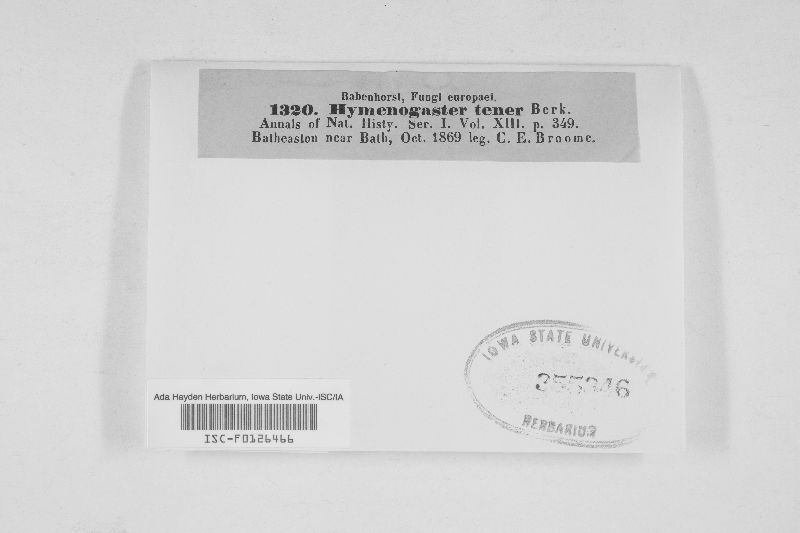 Rabenhorst, Fungi europaei.
1320. Hymenogaster tener Berk.
Annals of Nat. Histy. Ser. I. Vol. XIII. p. 349.
Batheaston near Bath, Oct. 1869 leg. C. E. Broome.
IOWA STATE UNIVERSITY
355346
HERBARIUM
Ada Hayden Herbarium, Iowa State Univ.-ISC/IA
ISC-F0126466